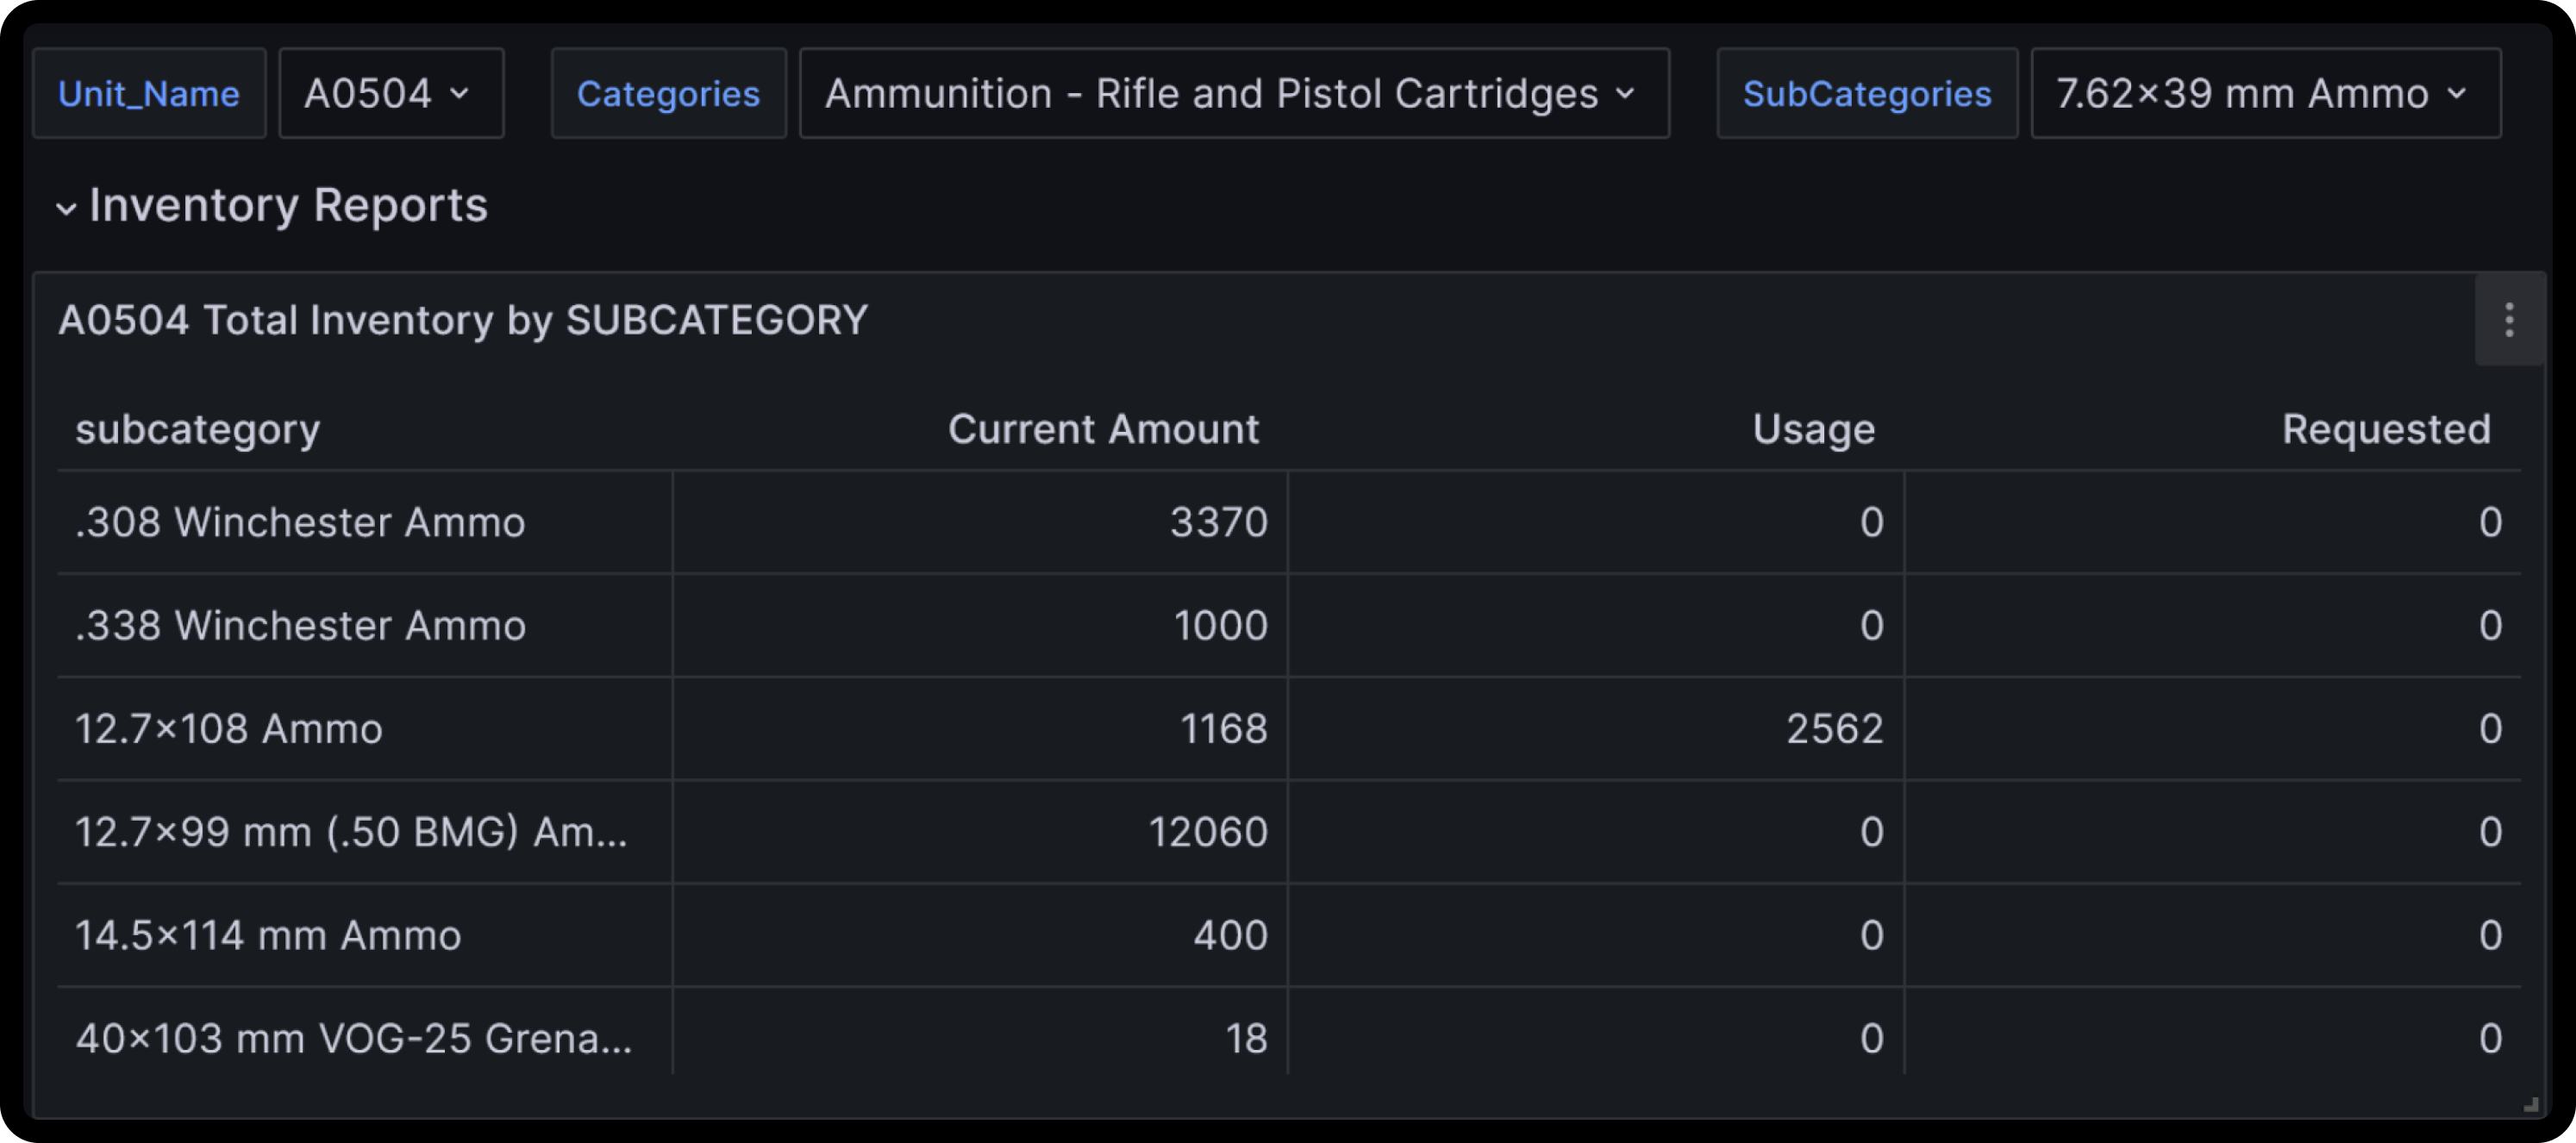 Unit_Name A0504 Categories Ammunition - Rifle and Pistol Cartridges SubCategories 7.62×39 mm Ammo
Inventory Reports
A0504 Total Inventory by SUBCATEGORY
subcategory Current Amount Usage Requested
.308 Winchester Ammo 3370 0 0
.338 Winchester Ammo 1000 0 0
12.7×108 Ammo 1168 2562 0
12.7×99 mm (.50 BMG) Am... 12060 0 0
14.5×114 mm Ammo 400 0 0
40×103 mm VOG-25 Grena... 18 0 0